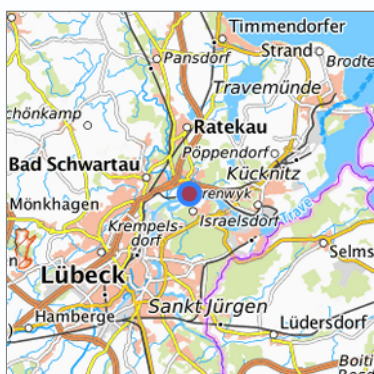 Timmendorfer
Strand
Pansdorf
Brodte
Travemünde
chönkamp
Ratekau
Pöppendorf
Bad Schwartau
Kücknitz
Mönkhagen
renwyk
Israelsdorf
Trave
Krempels-
dorf
Selms
n
Lübeck
Sankt Jürgen
)
Hamberge
Lüdersdorf
Boiti